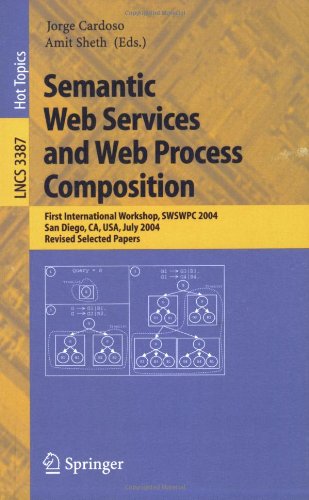 Jorge Cardoso
Amit Sheth (Eds.)
Hot Topics
LNCS 3387
Semantic
Web Services
and Web Process
Composition
First International Workshop, SWSWPC 2004
San Diego, CA, USA, July 2004
Revised Selected Papers
Springer